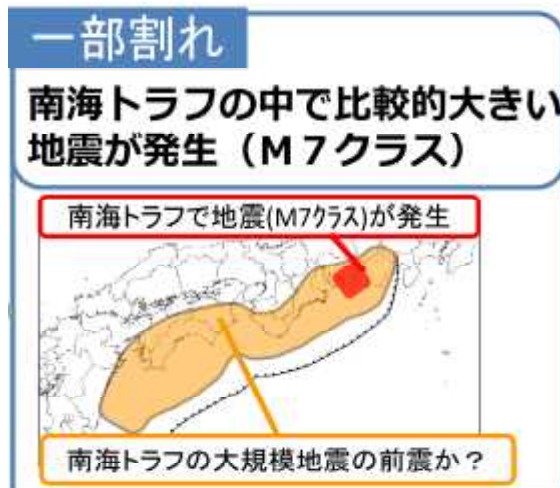 一部割れ
南海トラフの中で比較的大きい
地震が発生（Ｍ７クラス）
南海トラフで地震(M7ｸﾗｽ)が発生
南海トラフの大規模地震の前震か？